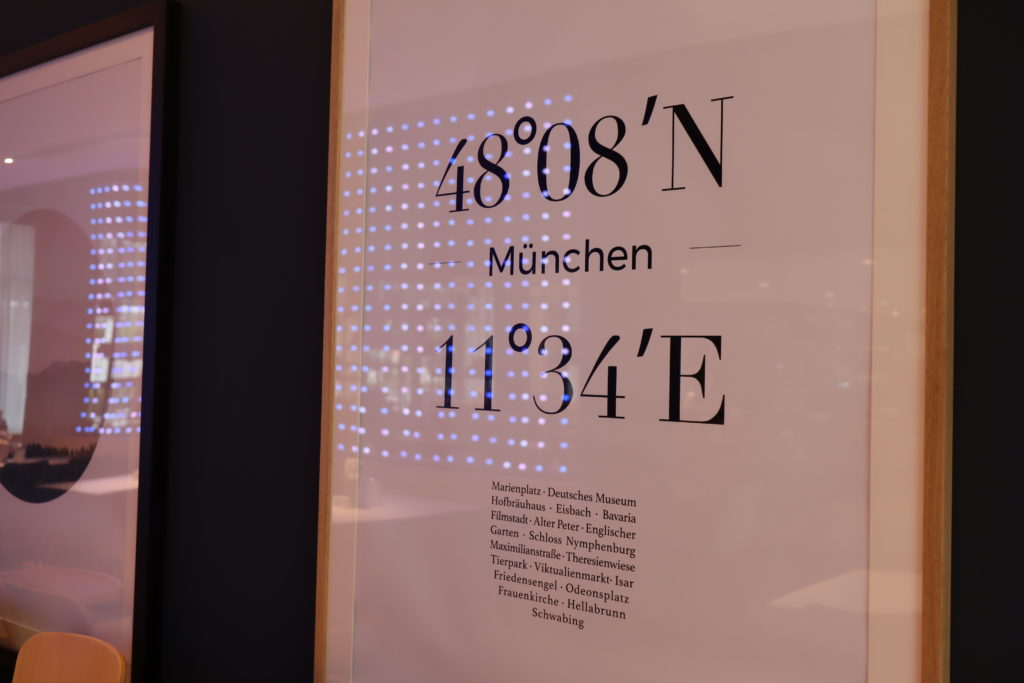 48°08′N
München
11°34′E
Marienplatz · Deutsches Museum
Hofbräuhaus · Eisbach · Bavaria
Filmstadt · Alter Peter · Englischer
Garten · Schloss Nymphenburg
Maximilianstraße · Theresienwiese
Tierpark · Viktualienmarkt · Isar
Friedensengel · Odeonsplatz
Frauenkirche · Hellabrunn
Schwabing